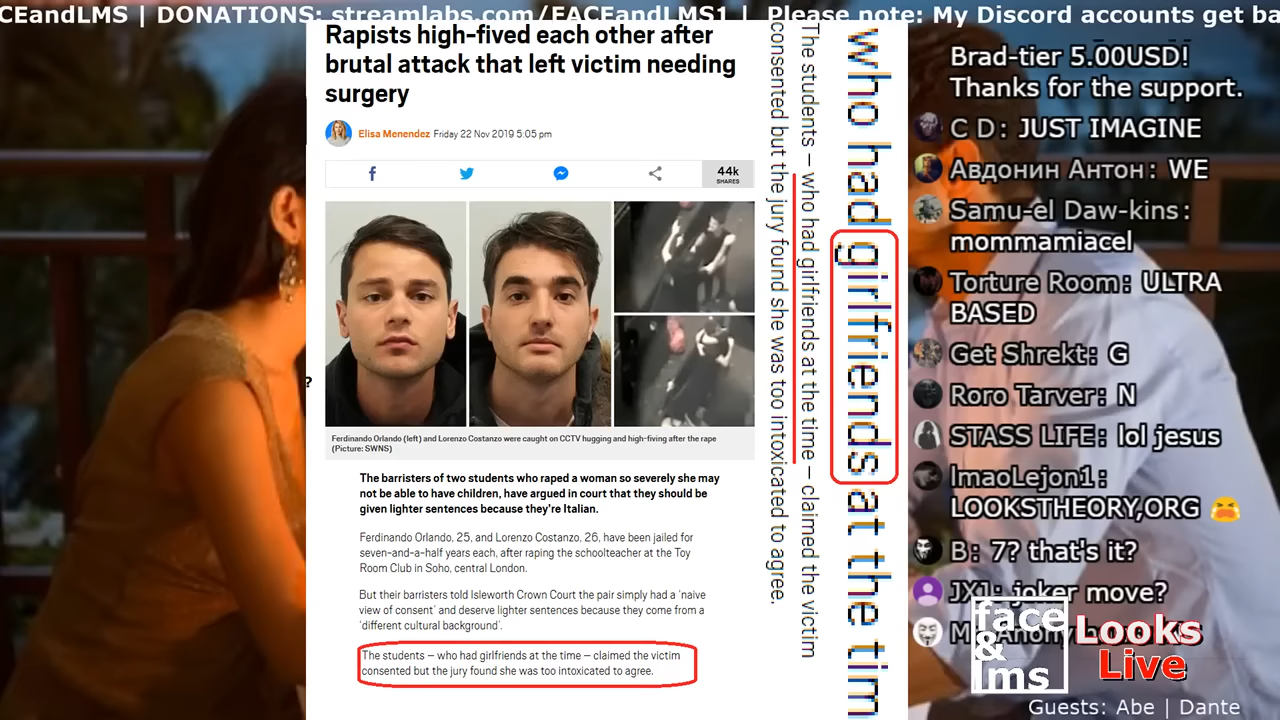 CEandLMS | DONATIONS: streamlabs.com/FACEandLMS1 | Please note: My Discord accounts get ba
Rapists high-fived each other after
brutal attack that left victim needing
surgery
Elisa Menendez Friday 22 Nov 2019 5:05 pm
44k
SHARES
Ferdinando Orlando (left) and Lorenzo Costanzo were caught on CCTV hugging and high-fiving after the rape
(Picture: SWNS)
The barristers of two students who raped a woman so severely she may
not be able to have children, have argued in court that they should be
given lighter sentences because they're Italian.
Ferdinando Orlando, 25, and Lorenzo Costanzo, 26, have been jailed for
seven-and-a-half years each, after raping the schoolteacher at the Toy
Room Club in Soho, central London.
But their barristers told Isleworth Crown Court the pair simply had a 'naive
view of consent' and deserve lighter sentences because they come from a
'different cultural background'.
The students – who had girlfriends at the time – claimed the victim
consented but the jury found she was too intoxicated to agree.
?
The students – who had girlfriends at the time – claimed the victim
consented but the jury found she was too intoxicated to agree.
who had girlfriends at the tim
Brad-tier 5.00USD!
Thanks for the support.
C D: JUST IMAGINE
Авдонин Антон: WE
Samu-el Daw-kins:
mommamiacel
Torture Room: ULTRA
BASED
Get Shrekt: G
Roro Tarver: N
STASS LIFE: lol jesus
lmaoLejon1:
LOOKSTHEORY,ORG 😫
B: 7? that's it?
JXJ: joker move?
face
&
lms
Looks
Live
Guests: Abe | Dante